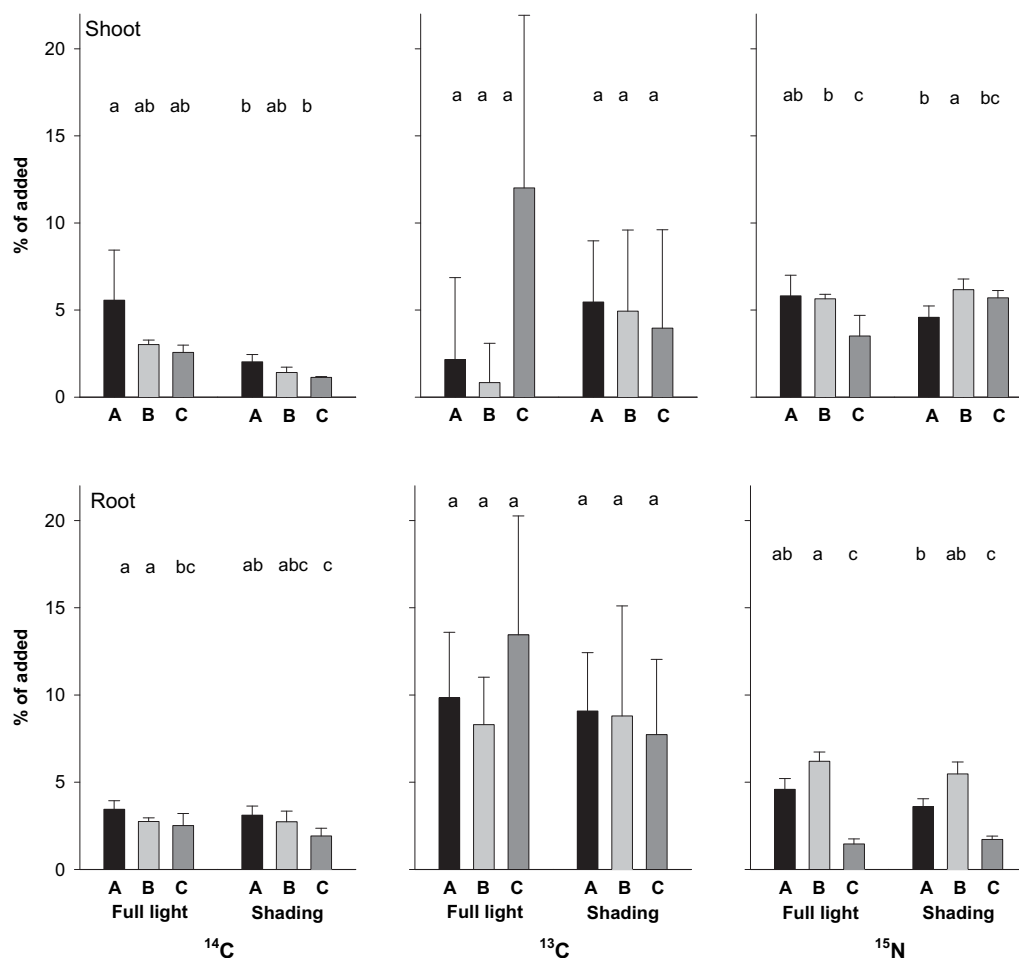 Shoot
% of added
20
15
10
5
0
a ab ab b ab b
a a a a a a
ab b c b a bc
A B C A B C
A B C A B C
A B C A B C
Root
% of added
20
15
10
5
0
a a bc ab abc c
a a a a a a
ab a c b ab c
A B C A B C
A B C A B C
A B C A B C
Full light Shading
Full light Shading
Full light Shading
¹⁴C
¹³C
¹⁵N